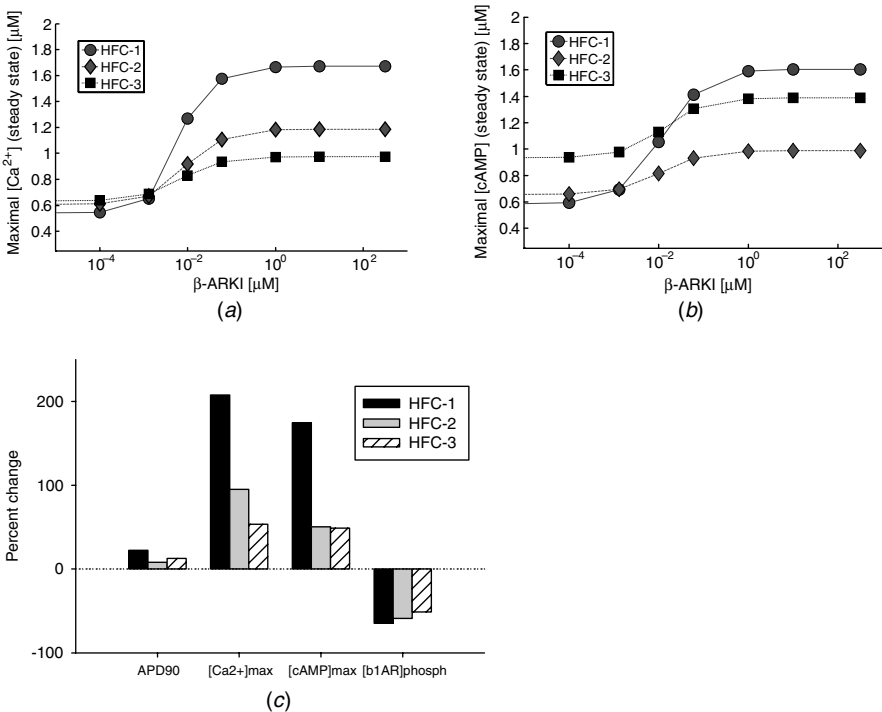 Maximal [Ca2+] (steady state) [μM]
2
1.8
1.6
1.4
1.2
1
0.8
0.6
0.4
HFC-1
HFC-2
HFC-3
10−4
10−2
100
102
β-ARKI [μM]
(a)
Maximal [cAMP] (steady state) [μM]
2
1.8
1.6
1.4
1.2
1
0.8
0.6
0.4
HFC-1
HFC-2
HFC-3
10−4
10−2
100
102
β-ARKI [μM]
(b)
Percent change
200
100
0
-100
HFC-1
HFC-2
HFC-3
APD90
[Ca2+]max
[cAMP]max
[b1AR]phosph
(c)